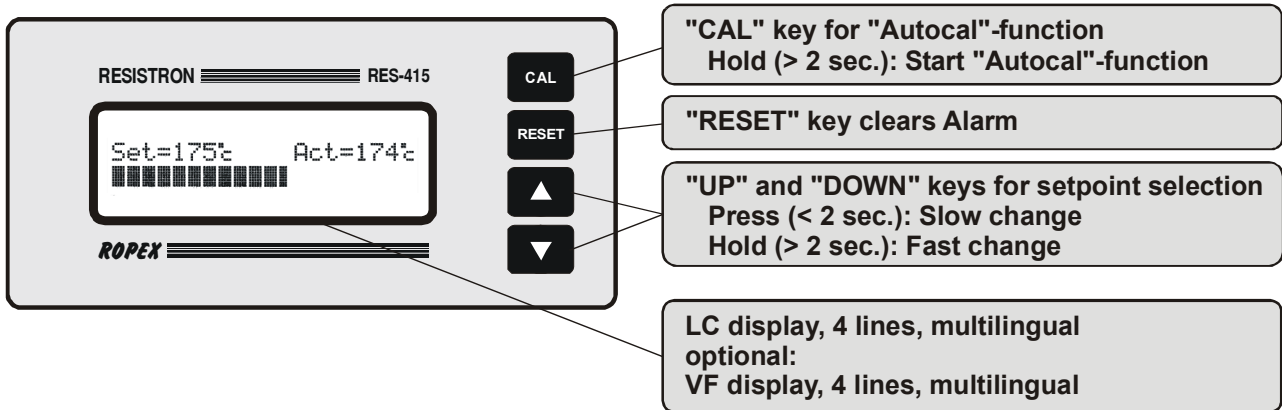 RESISTRON RES-415
Set=175℃ Act=174℃
ROPEX
CAL
RESET
"CAL" key for "Autocal"-function
Hold (> 2 sec.): Start "Autocal"-function
"RESET" key clears Alarm
"UP" and "DOWN" keys for setpoint selection
Press (< 2 sec.): Slow change
Hold (> 2 sec.): Fast change
LC display, 4 lines, multilingual
optional:
VF display, 4 lines, multilingual